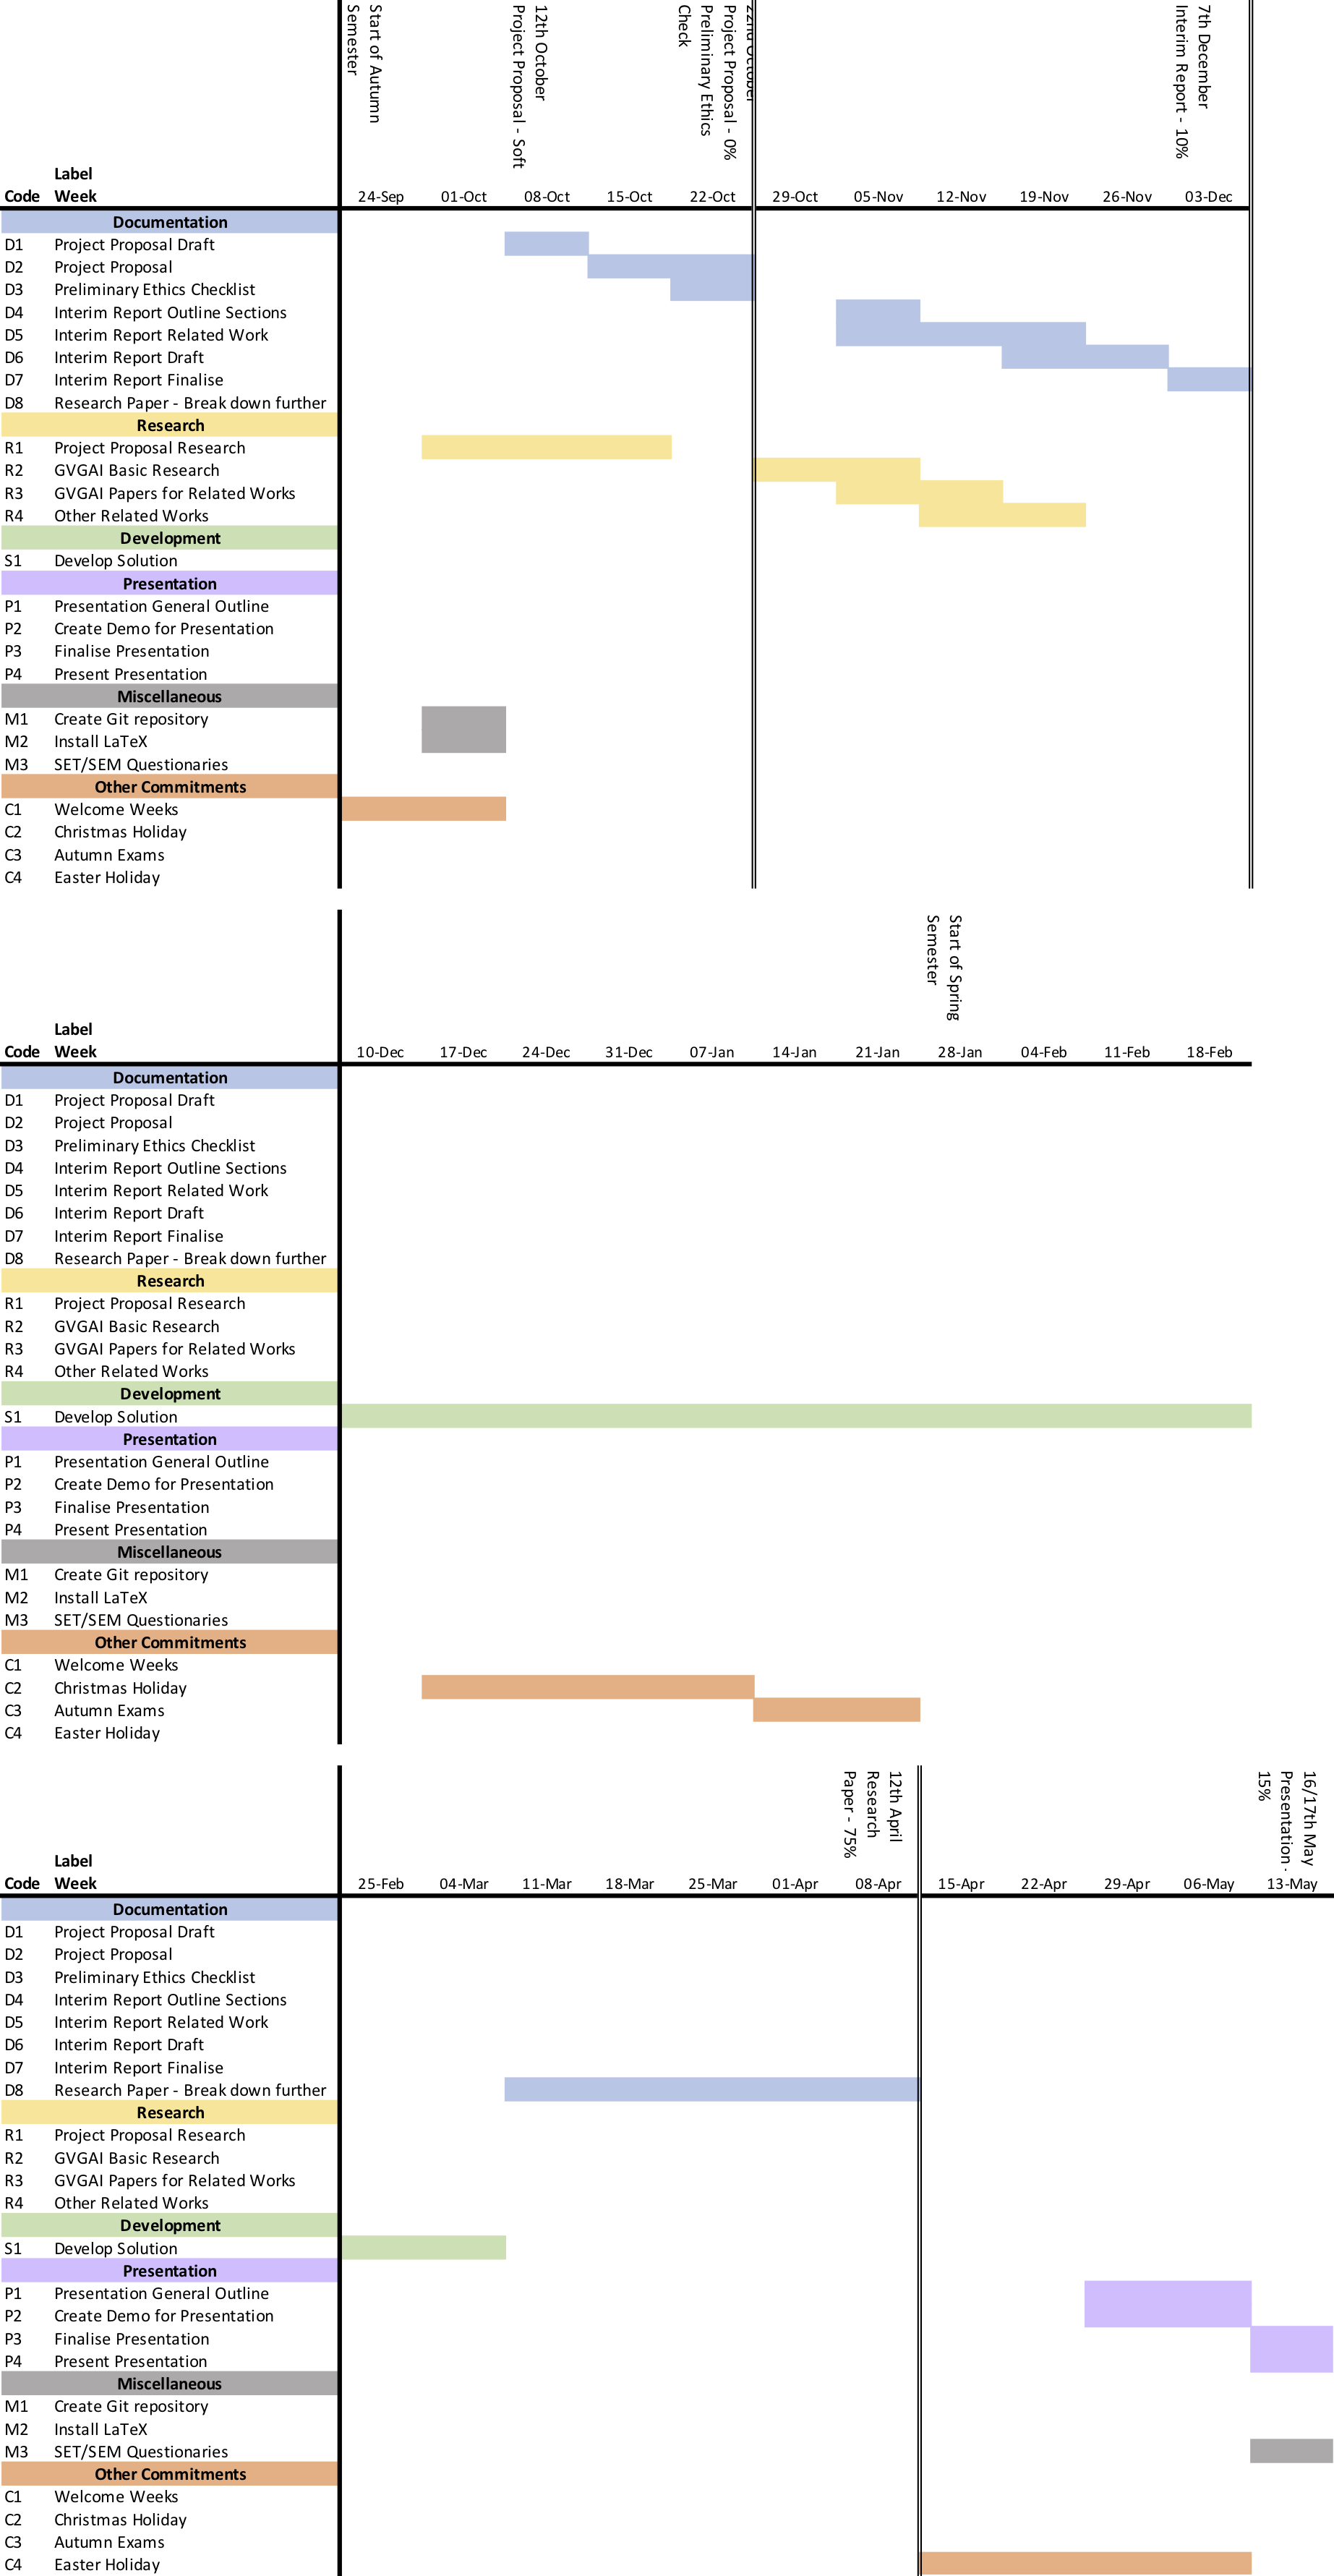 Start of Autumn
Semester
12th October
Project Proposal - Soft
Project Proposal - 0%
Preliminary Ethics
Check
7th December
Interim Report - 10%
Label
Code Week 24-Sep 01-Oct 08-Oct 15-Oct 22-Oct 29-Oct 05-Nov 12-Nov 19-Nov 26-Nov 03-Dec
Documentation
D1 Project Proposal Draft
D2 Project Proposal
D3 Preliminary Ethics Checklist
D4 Interim Report Outline Sections
D5 Interim Report Related Work
D6 Interim Report Draft
D7 Interim Report Finalise
D8 Research Paper - Break down further
Research
R1 Project Proposal Research
R2 GVGAI Basic Research
R3 GVGAI Papers for Related Works
R4 Other Related Works
Development
S1 Develop Solution
Presentation
P1 Presentation General Outline
P2 Create Demo for Presentation
P3 Finalise Presentation
P4 Present Presentation
Miscellaneous
M1 Create Git repository
M2 Install LaTeX
M3 SET/SEM Questionaries
Other Commitments
C1 Welcome Weeks
C2 Christmas Holiday
C3 Autumn Exams
C4 Easter Holiday
Start of Spring
Semester
Label
Code Week 10-Dec 17-Dec 24-Dec 31-Dec 07-Jan 14-Jan 21-Jan 28-Jan 04-Feb 11-Feb 18-Feb
Documentation
D1 Project Proposal Draft
D2 Project Proposal
D3 Preliminary Ethics Checklist
D4 Interim Report Outline Sections
D5 Interim Report Related Work
D6 Interim Report Draft
D7 Interim Report Finalise
D8 Research Paper - Break down further
Research
R1 Project Proposal Research
R2 GVGAI Basic Research
R3 GVGAI Papers for Related Works
R4 Other Related Works
Development
S1 Develop Solution
Presentation
P1 Presentation General Outline
P2 Create Demo for Presentation
P3 Finalise Presentation
P4 Present Presentation
Miscellaneous
M1 Create Git repository
M2 Install LaTeX
M3 SET/SEM Questionaries
Other Commitments
C1 Welcome Weeks
C2 Christmas Holiday
C3 Autumn Exams
C4 Easter Holiday
12th April
Research
Paper - 75%
16/17th May
Presentation -
15%
Label
Code Week 25-Feb 04-Mar 11-Mar 18-Mar 25-Mar 01-Apr 08-Apr 15-Apr 22-Apr 29-Apr 06-May 13-May
Documentation
D1 Project Proposal Draft
D2 Project Proposal
D3 Preliminary Ethics Checklist
D4 Interim Report Outline Sections
D5 Interim Report Related Work
D6 Interim Report Draft
D7 Interim Report Finalise
D8 Research Paper - Break down further
Research
R1 Project Proposal Research
R2 GVGAI Basic Research
R3 GVGAI Papers for Related Works
R4 Other Related Works
Development
S1 Develop Solution
Presentation
P1 Presentation General Outline
P2 Create Demo for Presentation
P3 Finalise Presentation
P4 Present Presentation
Miscellaneous
M1 Create Git repository
M2 Install LaTeX
M3 SET/SEM Questionaries
Other Commitments
C1 Welcome Weeks
C2 Christmas Holiday
C3 Autumn Exams
C4 Easter Holiday